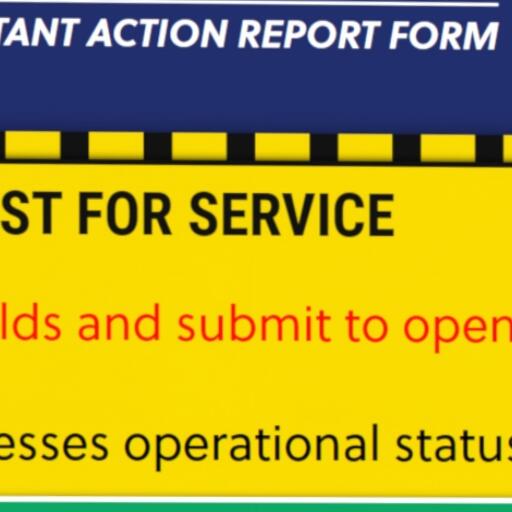 TANT ACTION REPORT FORM
ST FOR SERVICE
lds and submit to open
esses operational status